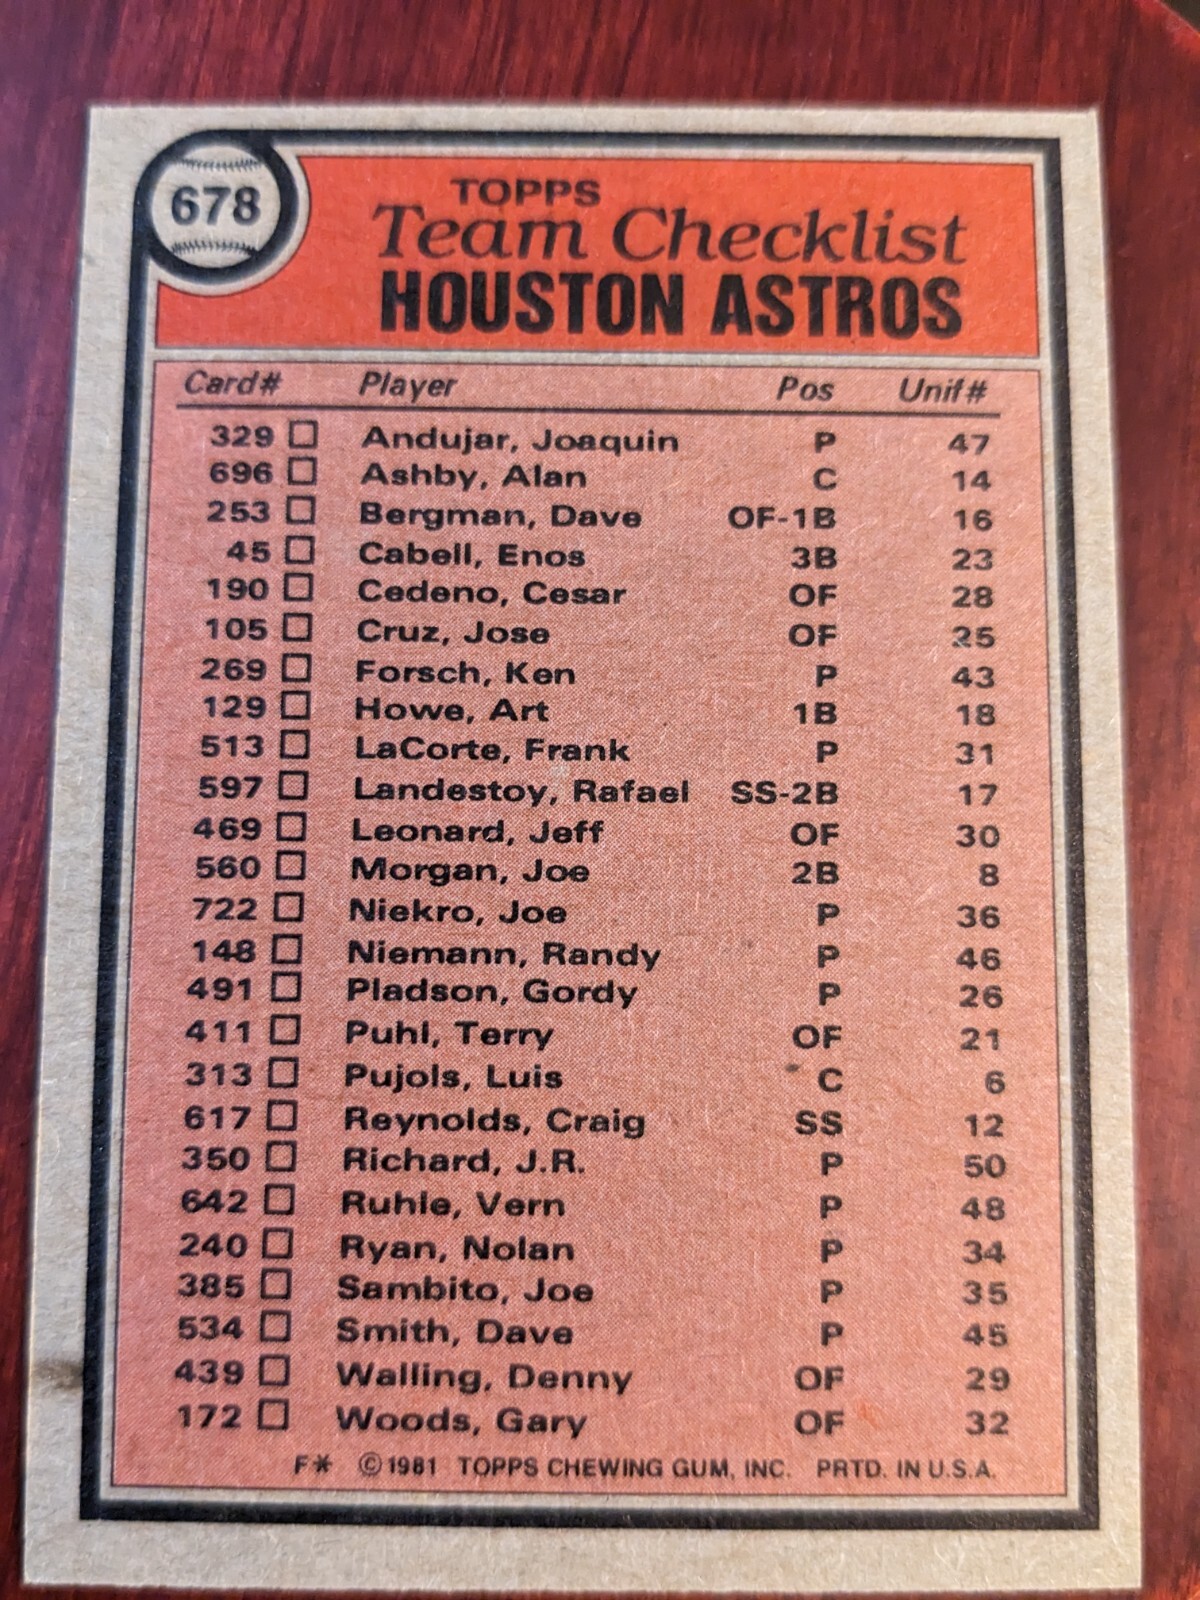 678
TOPPS
Team Checklist
HOUSTON ASTROS
Card# Player Pos Unif#
329 Andujar, Joaquin P 47
696 Ashby, Alan C 14
253 Bergman, Dave OF-1B 16
45 Cabell, Enos 3B 23
190 Cedeno, Cesar OF 28
105 Cruz, Jose OF 25
269 Forsch, Ken P 43
129 Howe, Art 1B 18
513 LaCorte, Frank P 31
597 Landestoy, Rafael SS-2B 17
469 Leonard, Jeff OF 30
560 Morgan, Joe 2B 8
722 Niekro, Joe P 36
148 Niemann, Randy P 46
491 Pladson, Gordy P 26
411 Puhl, Terry OF 21
313 Pujols, Luis C 6
617 Reynolds, Craig SS 12
350 Richard, J.R. P 50
642 Ruhle, Vern P 48
240 Ryan, Nolan P 34
385 Sambito, Joe P 35
534 Smith, Dave P 45
439 Walling, Denny OF 29
172 Woods, Gary OF 32
F* ©1981 TOPPS CHEWING GUM, INC. PRTD. IN U.S.A.